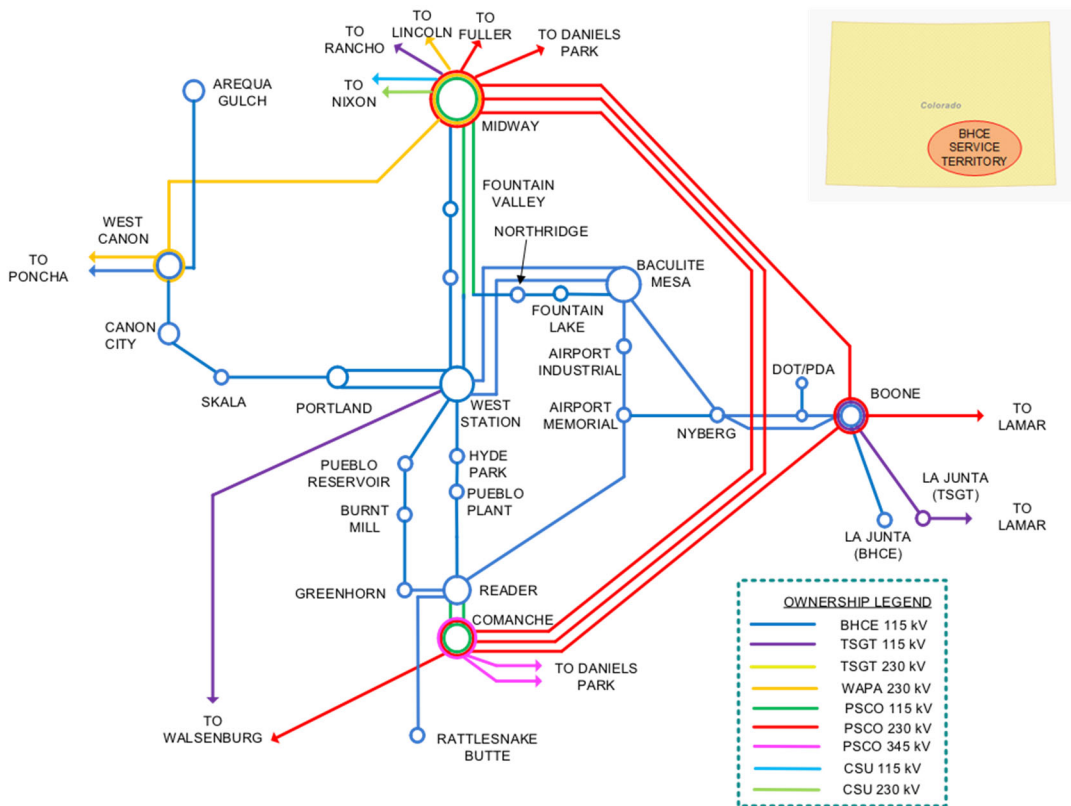 TO
RANCHO
TO
LINCOLN
TO
FULLER
TO DANIELS
PARK
TO
NIXON
AREQUA
GULCH
MIDWAY
Colorado
BHCE
SERVICE
TERRITORY
FOUNTAIN
VALLEY
WEST
CANON
TO
PONCHA
NORTHRIDGE
BACULITE
MESA
FOUNTAIN
LAKE
CANON
CITY
AIRPORT
INDUSTRIAL
SKALA
PORTLAND
WEST
STATION
DOT/PDA
BOONE
AIRPORT
MEMORIAL
NYBERG
TO
LAMAR
HYDE
PARK
PUEBLO
RESERVOIR
PUEBLO
PLANT
LA JUNTA
(TSGT)
TO
LAMAR
BURNT
MILL
LA JUNTA
(BHCE)
GREENHORN
READER
COMANCHE
TO DANIELS
PARK
TO
WALSENBURG
RATTLESNAKE
BUTTE
OWNERSHIP LEGEND
BHCE 115 kV
TSGT 115 kV
TSGT 230 kV
WAPA 230 kV
PSCO 115 kV
PSCO 230 kV
PSCO 345 kV
CSU 115 kV
CSU 230 kV